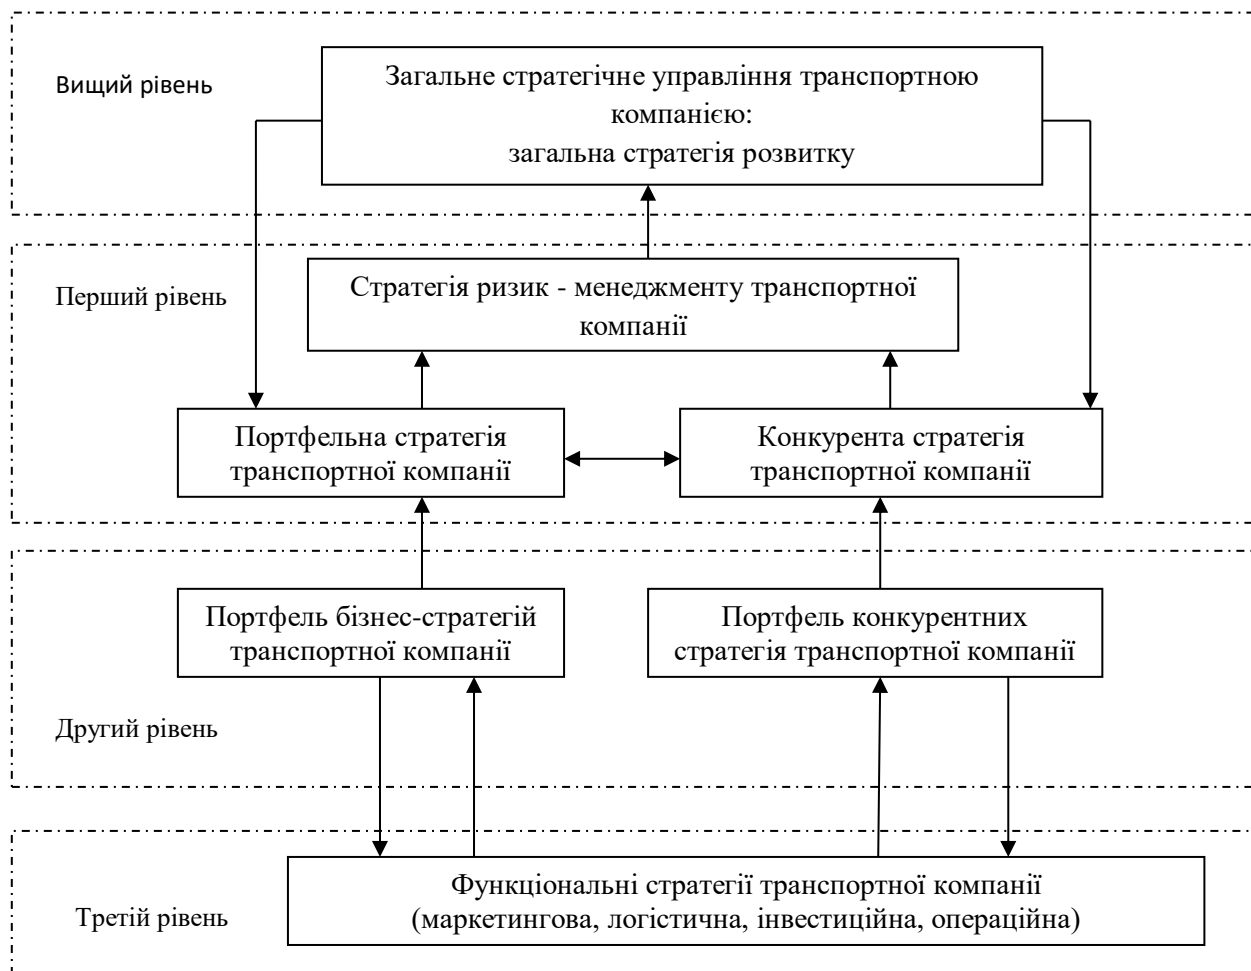 Вищий рівень
Загальне стратегічне управління транспортною
компанією:
загальна стратегія розвитку
Перший рівень
Стратегія ризик - менеджменту транспортної
компанії
Портфельна стратегія
транспортної компанії
Конкурента стратегія
транспортної компанії
Портфель бізнес-стратегій
транспортної компанії
Портфель конкурентних
стратегія транспортної компанії
Другий рівень
Третій рівень
Функціональні стратегії транспортної компанії
(маркетингова, логістична, інвестиційна, операційна)